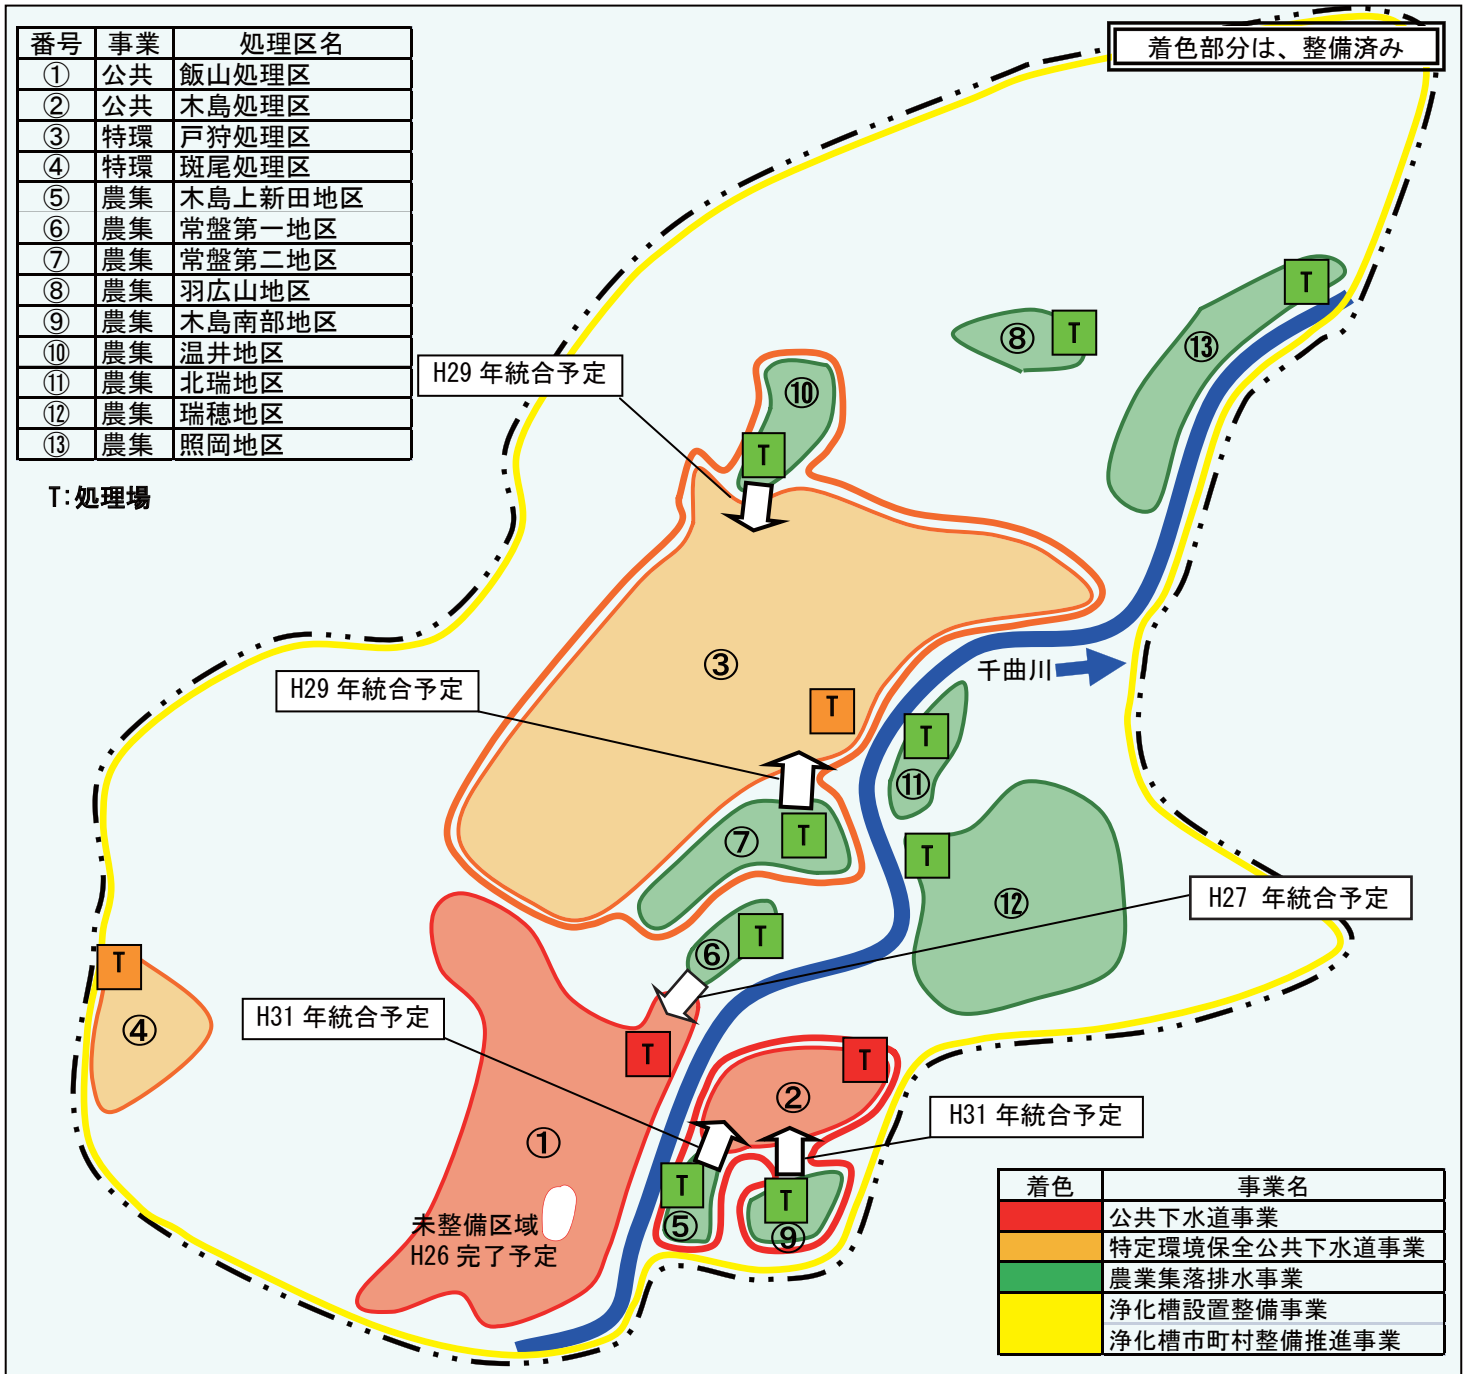 着色部分は、整備済み
番号 事業 処理区名
① 公共 飯山処理区
② 公共 木島処理区
③ 特環 戸狩処理区
④ 特環 斑尾処理区
⑤ 農集 木島上新田地区
⑥ 農集 常盤第一地区
⑦ 農集 常盤第二地区
⑧ 農集 羽広山地区
⑨ 農集 木島南部地区
⑩ 農集 温井地区
⑪ 農集 北瑞地区
⑫ 農集 瑞穂地区
⑬ 農集 照岡地区
T:処理場
T
⑧ T
⑬
H29 年統合予定
⑩
T
③
千曲川
H29 年統合予定
T
T
⑪
⑦ T
T
H27 年統合予定
⑫
⑥ T
T
④
H31 年統合予定
T
T
②
H31 年統合予定
①
T
T
⑤
⑨
未整備区域
H26 完了予定
着色 事業名
公共下水道事業
特定環境保全公共下水道事業
農業集落排水事業
浄化槽設置整備事業
浄化槽市町村整備推進事業